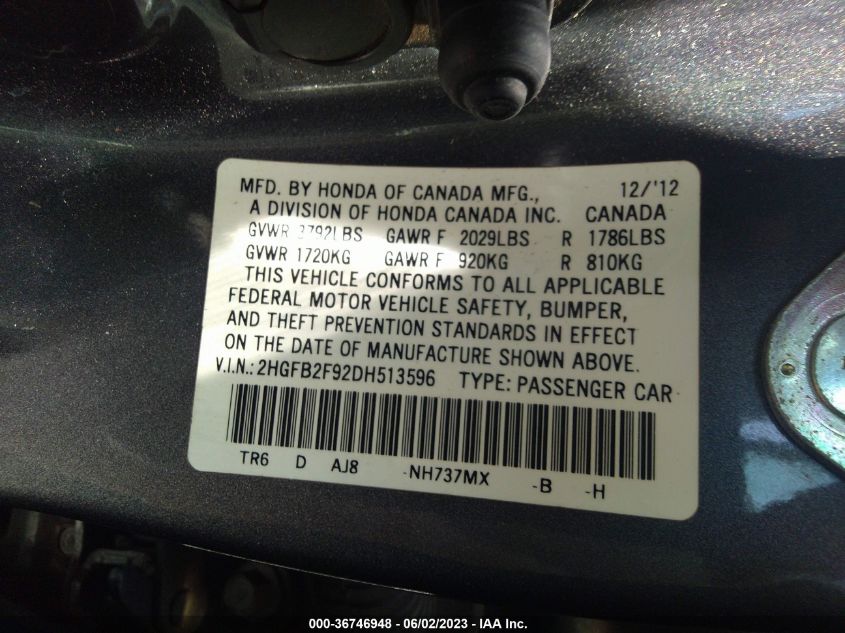 MFD. BY HONDA OF CANADA MFG., 12/'12
A DIVISION OF HONDA CANADA INC. CANADA
GVWR 3792LBS GAWR F 2029LBS R 1786LBS
GVWR 1720KG GAWR F 920KG R 810KG
THIS VEHICLE CONFORMS TO ALL APPLICABLE
FEDERAL MOTOR VEHICLE SAFETY, BUMPER,
AND THEFT PREVENTION STANDARDS IN EFFECT
ON THE DATE OF MANUFACTURE SHOWN ABOVE.
V.I.N.: 2HGFB2F92DH513596 TYPE: PASSENGER CAR
TR6 D AJ8 -NH737MX -B -H
000-36746948 - 06/02/2023 - IAA Inc.